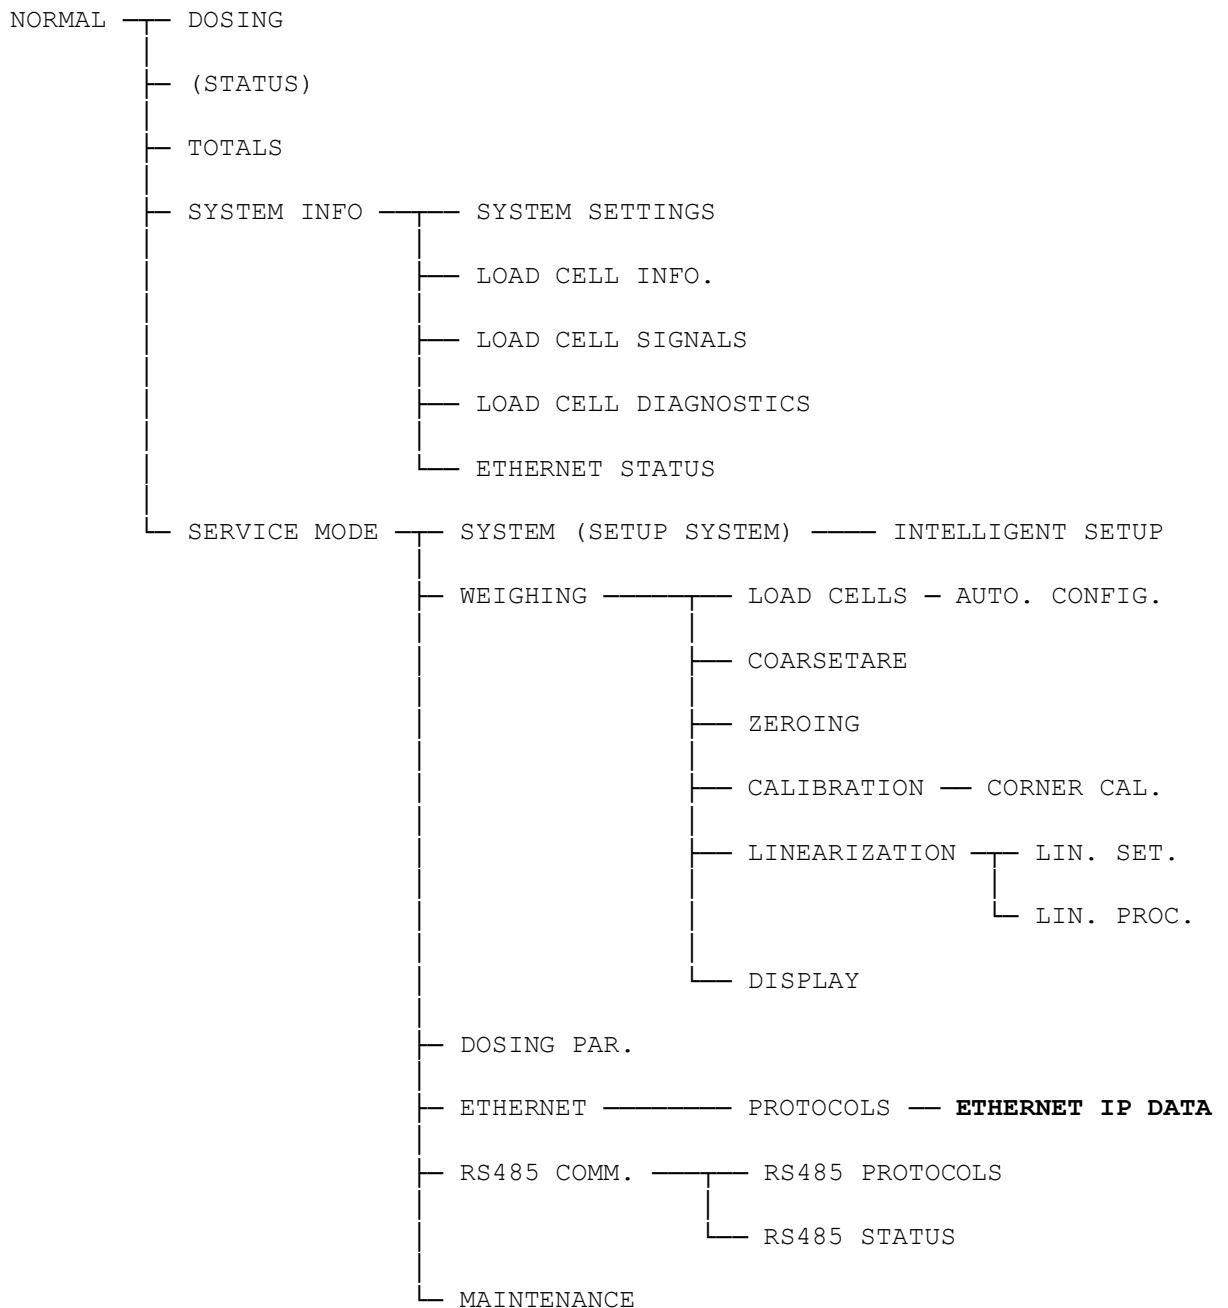 NORMAL DOSING
(STATUS)
TOTALS
SYSTEM INFO SYSTEM SETTINGS
LOAD CELL INFO.
LOAD CELL SIGNALS
LOAD CELL DIAGNOSTICS
ETHERNET STATUS
SERVICE MODE SYSTEM (SETUP SYSTEM) INTELLIGENT SETUP
WEIGHING LOAD CELLS AUTO. CONFIG.
COARSETARE
ZEROING
CALIBRATION CORNER CAL.
LINEARIZATION LIN. SET.
LIN. PROC.
DISPLAY
DOSING PAR.
ETHERNET PROTOCOLS ETHERNET IP DATA
RS485 COMM. RS485 PROTOCOLS
RS485 STATUS
MAINTENANCE